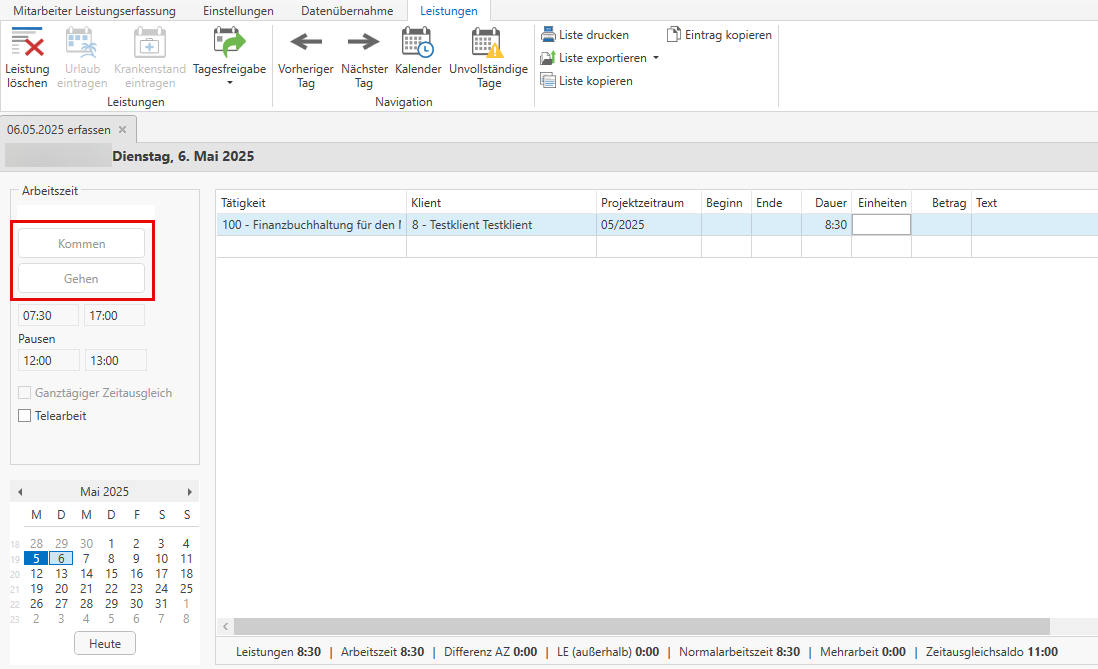 Mitarbeiter Leistungserfassung Einstellungen Datenübernahme Leistungen
Leistung löschen
Urlaub eintragen
Krankenstand eintragen
Tagesfreigabe
Leistungen
Vorheriger Tag
Nächster Tag
Kalender
Unvollständige Tage
Navigation
Liste drucken
Liste exportieren
Liste kopieren
Eintrag kopieren
06.05.2025 erfassen ×
Dienstag, 6. Mai 2025
Arbeitszeit
Kommen
Gehen
07:30 17:00
Pausen
12:00 13:00
Ganztägiger Zeitausgleich
Telearbeit
Mai 2025
M D M D F S S
18 28 29 30 1 2 3 4
19 5 6 7 8 9 10 11
20 12 13 14 15 16 17 18
21 19 20 21 22 23 24 25
22 26 27 28 29 30 31 1
23 2 3 4 5 6 7 8
Heute
Tätigkeit Klient Projektzeitraum Beginn Ende Dauer Einheiten Betrag Text
100 - Finanzbuchhaltung für den 8 - Testklient Testklient 05/2025 8:30
Leistungen 8:30 | Arbeitszeit 8:30 | Differenz AZ 0:00 | LE (außerhalb) 0:00 | Normalarbeitszeit 8:30 | Mehrarbeit 0:00 | Zeitausgleichsaldo 11:00